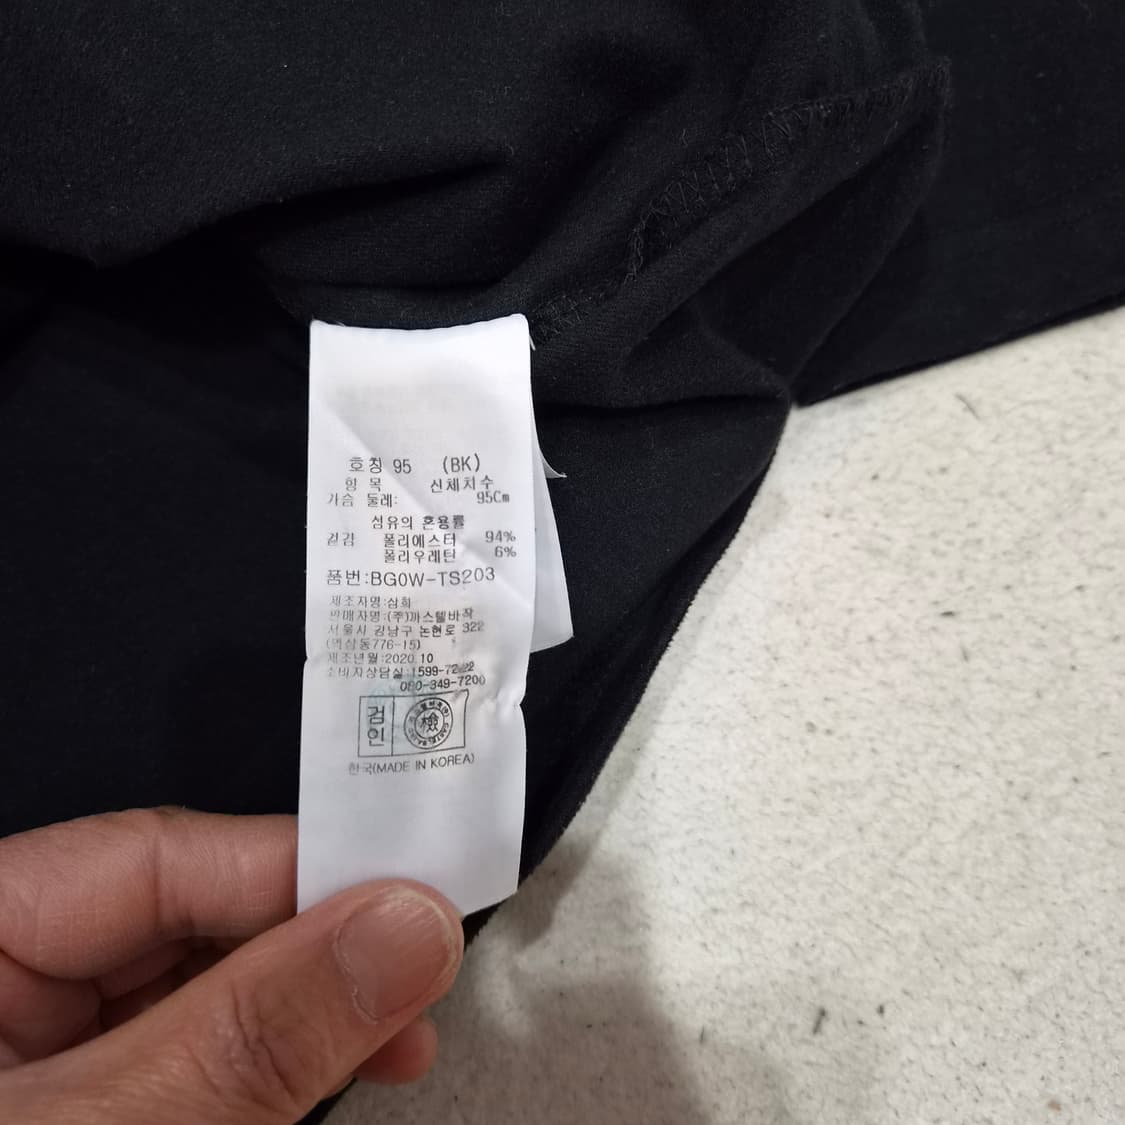 호칭 95 (BK)
항 목 신체치수
가슴 둘레: 95Cm
섬유의 혼용률
겉감 폴리에스터 94%
폴리우레탄 6%
품번:BG0W-TS203
제조자명:삼희
판매자명:(주)까스텔바작
서울시 강남구 논현로 322
(역삼동776-15)
제조년월:2020.10
소비자상담실:1599-7222
080-349-7200
검인
檢
한국(MADE IN KOREA)